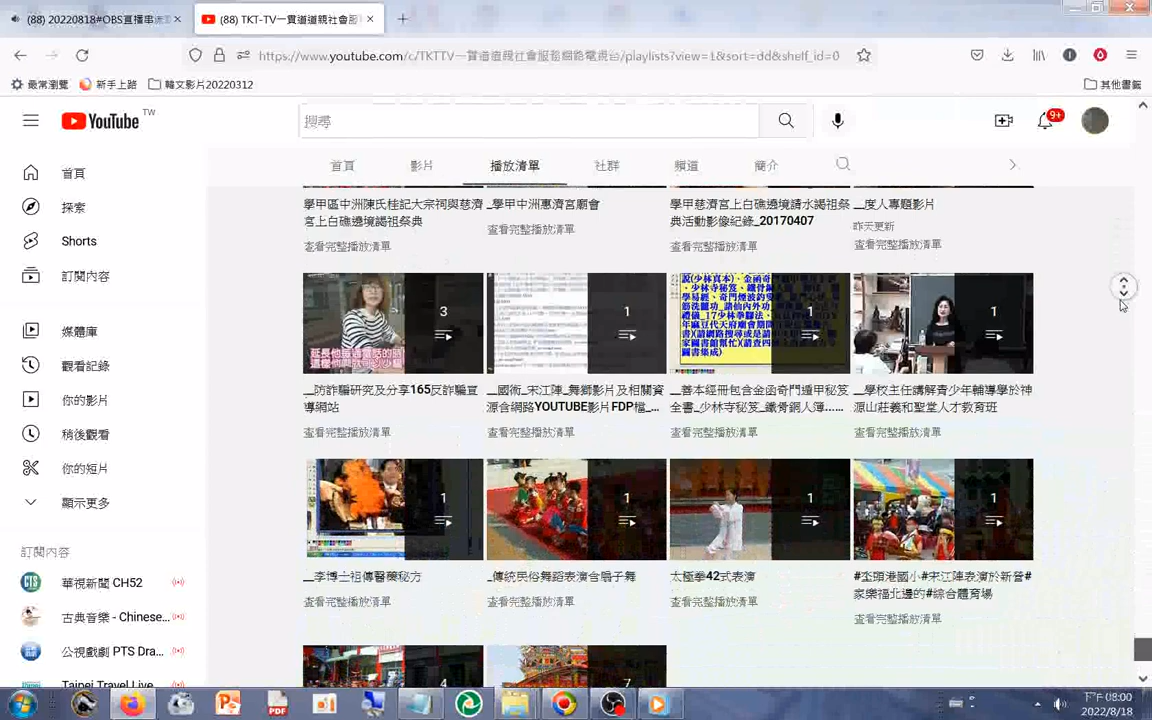 (88) 20220818#OBS直播串流
(88) TKT-TV一貫道道親社會服
https://www.youtube.com/c/TKTTV一貫道道親社會服務網路電視台/playlists?view=1&sort=dd&shelf_id=0
最常瀏覽
新手上路
韓文影片20220312
其他書籤
YouTube TW
搜尋
9+
首頁
影片
播放清單
社群
頻道
簡介
首頁
探索
Shorts
訂閱內容
媒體庫
觀看記錄
你的影片
稍後觀看
你的短片
顯示更多
訂閱內容
華視新聞 CH52
古典音樂 - Chinese...
公視戲劇 PTS Dra...
Taipei Travel Live
學甲區中洲陳氏桂記大宗祠與慈濟
宮上白礁遶境謁祖祭典
查看完整播放清單
_學甲中洲惠濟宮廟會
查看完整播放清單
學甲慈濟宮上白礁遶境請水謁祖祭
典活動影像紀錄_20170407
查看完整播放清單
__度人專題影片
昨天更新
查看完整播放清單
3
延長他每通電話的時
這樣他就可以少騙
__防詐騙研究及分享165反詐騙宣
導網站
查看完整播放清單
1
__國術_宋江陣_舞獅影片及相關資
源含網路YOUTUBE影片FDP檔_...
查看完整播放清單
1
__善本經冊包含金函奇門遁甲秘笈
全書_少林寺秘笈_鐵骨銅人簿......
查看完整播放清單
1
__學校主任講解青少年輔導學於神
源山莊義和聖堂人才教育班
查看完整播放清單
1
__李博士祖傳醫藥秘方
查看完整播放清單
1
_傳統民俗舞蹈表演含扇子舞
查看完整播放清單
1
太極拳42式表演
查看完整播放清單
1
#歪頭港國小#宋江陣表演於新營#
家樂福北邊的#綜合體育場
查看完整播放清單
4
7
下午 08:00
2022/8/18